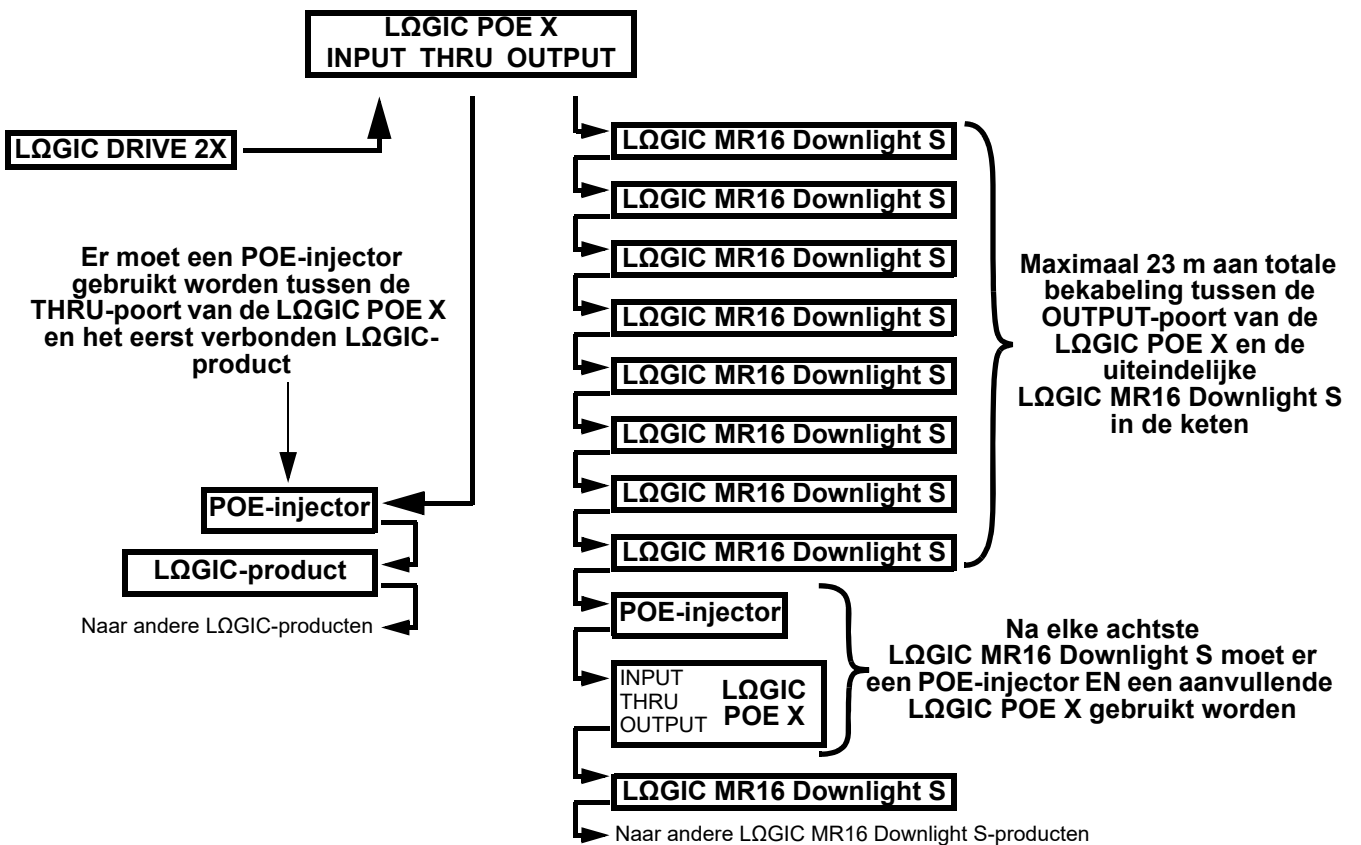 LΩGIC POE X
INPUT THRU OUTPUT
LΩGIC DRIVE 2X
Er moet een POE-injector
gebruikt worden tussen de
THRU-poort van de LΩGIC POE X
en het eerst verbonden LΩGIC-
product
POE-injector
LΩGIC-product
Naar andere LΩGIC-producten
LΩGIC MR16 Downlight S
LΩGIC MR16 Downlight S
LΩGIC MR16 Downlight S
LΩGIC MR16 Downlight S
LΩGIC MR16 Downlight S
LΩGIC MR16 Downlight S
LΩGIC MR16 Downlight S
LΩGIC MR16 Downlight S
Maximaal 23 m aan totale
bekabeling tussen de
OUTPUT-poort van de
LΩGIC POE X en de
uiteindelijke
LΩGIC MR16 Downlight S
in de keten
POE-injector
INPUT
THRU
OUTPUT
LΩGIC
POE X
Na elke achtste
LΩGIC MR16 Downlight S moet er
een POE-injector EN een aanvullende
LΩGIC POE X gebruikt worden
LΩGIC MR16 Downlight S
Naar andere LΩGIC MR16 Downlight S-producten